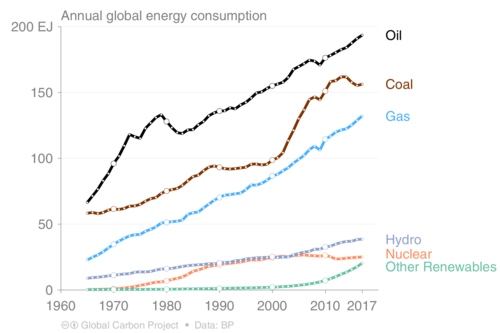 Annual global energy consumption
200 EJ
150
100
50
0
1960
1970
1980
1990
2000
2010
2017
Oil
Coal
Gas
Hydro
Nuclear
Other Renewables
Global Carbon Project • Data: BP